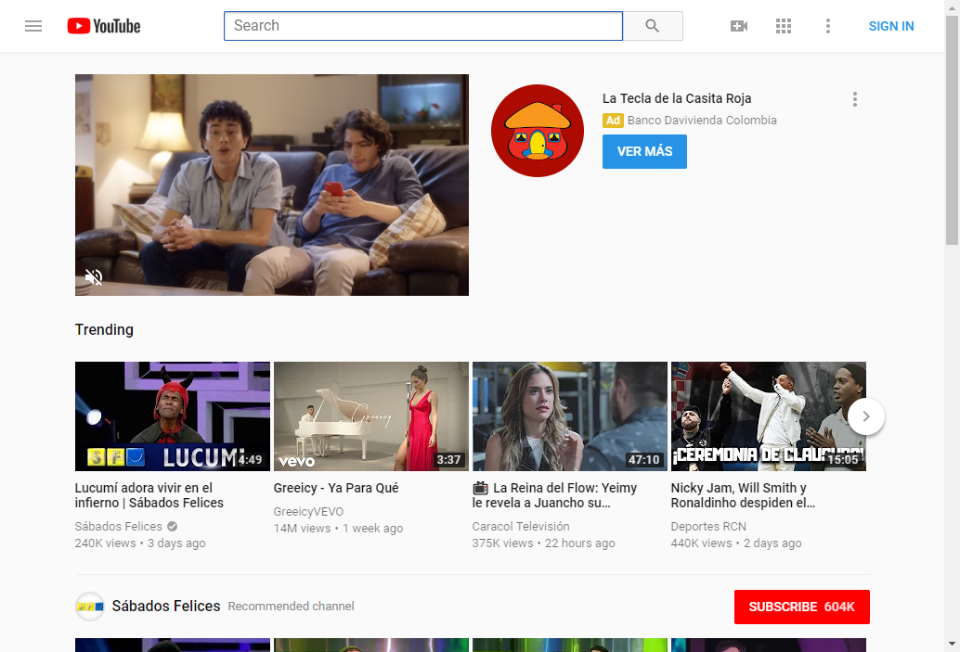 YouTube
Search
SIGN IN
La Tecla de la Casita Roja
Ad Banco Davivienda Colombia
VER MÁS
Trending
LUCUMÍ 4:49
Greeicy
vevo 3:37
47:10
¡CEREMONIA DE CLAUSURA!
15:05
Lucumí adora vivir en el
infierno | Sábados Felices
Sábados Felices
240K views • 3 days ago
Greeicy - Ya Para Qué
GreeicyVEVO
14M views • 1 week ago
La Reina del Flow: Yeimy
le revela a Juancho su...
Caracol Televisión
375K views • 22 hours ago
Nicky Jam, Will Smith y
Ronaldinho despiden el...
Deportes RCN
440K views • 2 days ago
Sábados Felices Recommended channel
SUBSCRIBE 604K